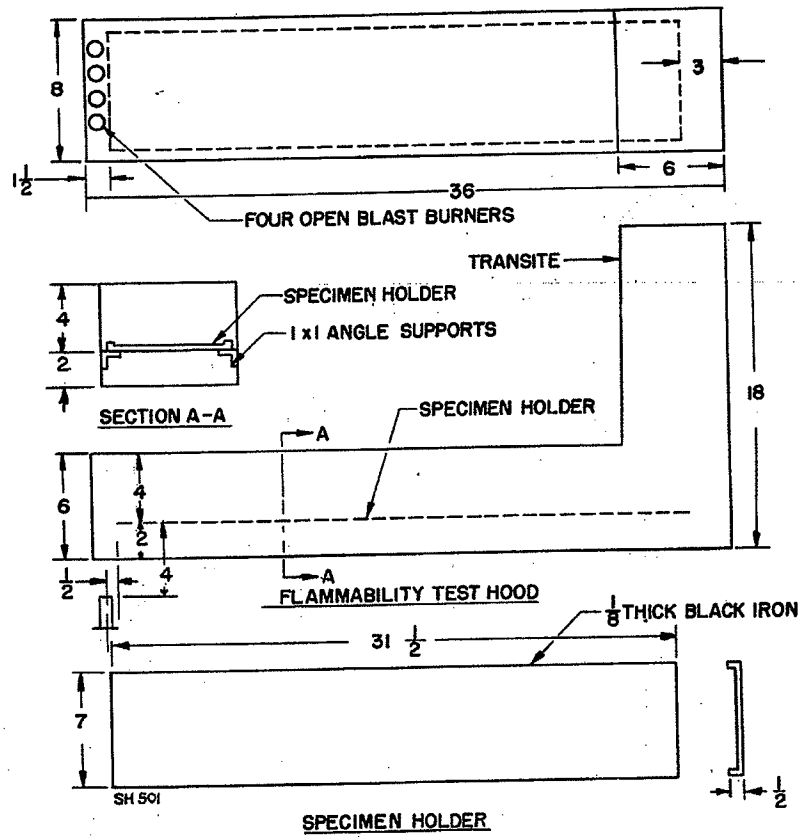 8
3
1 1/2
6
36
FOUR OPEN BLAST BURNERS
TRANSITE
4
SPECIMEN HOLDER
2
1 x 1 ANGLE SUPPORTS
18
SECTION A-A
SPECIMEN HOLDER
A
6
4
2
1/2
4
A
FLAMMABILITY TEST HOOD
1/8 THICK BLACK IRON
31 1/2
7
SH 501
1/2
SPECIMEN HOLDER